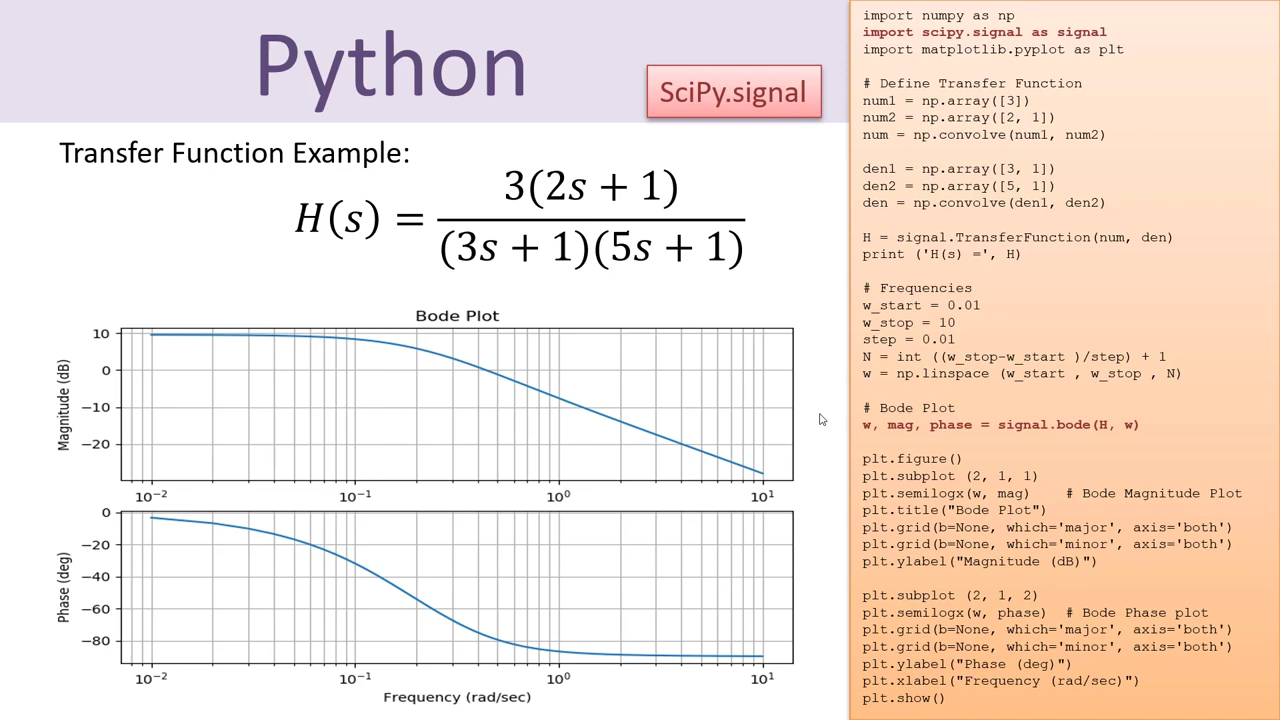 Python
SciPy.signal
Transfer Function Example:
H(s) = 3(2s + 1) / (3s + 1)(5s + 1)
Bode Plot
Magnitude (dB)
10
0
−10
−20
10⁻² 10⁻¹ 10⁰ 10¹
Phase (deg)
0
−20
−40
−60
−80
10⁻² 10⁻¹ 10⁰ 10¹
Frequency (rad/sec)
import numpy as np
import scipy.signal as signal
import matplotlib.pyplot as plt
# Define Transfer Function
num1 = np.array([3])
num2 = np.array([2, 1])
num = np.convolve(num1, num2)
den1 = np.array([3, 1])
den2 = np.array([5, 1])
den = np.convolve(den1, den2)
H = signal.TransferFunction(num, den)
print ('H(s) =', H)
# Frequencies
w_start = 0.01
w_stop = 10
step = 0.01
N = int ((w_stop-w_start )/step) + 1
w = np.linspace (w_start , w_stop , N)
# Bode Plot
w, mag, phase = signal.bode(H, w)
plt.figure()
plt.subplot (2, 1, 1)
plt.semilogx(w, mag)    # Bode Magnitude Plot
plt.title("Bode Plot")
plt.grid(b=None, which='major', axis='both')
plt.grid(b=None, which='minor', axis='both')
plt.ylabel("Magnitude (dB)")
plt.subplot (2, 1, 2)
plt.semilogx(w, phase)  # Bode Phase plot
plt.grid(b=None, which='major', axis='both')
plt.grid(b=None, which='minor', axis='both')
plt.ylabel("Phase (deg)")
plt.xlabel("Frequency (rad/sec)")
plt.show()